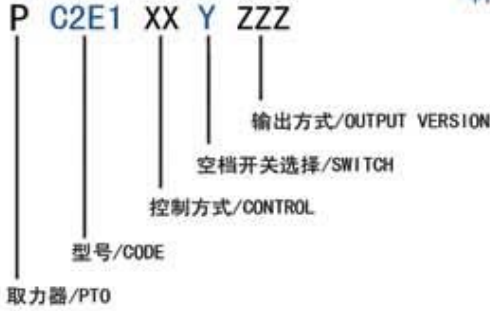 P C2E1 XX Y ZZZ
输出方式/OUTPUT VERSION
空档开关选择/SWITCH
控制方式/CONTROL
型号/CODE
取力器/PTO